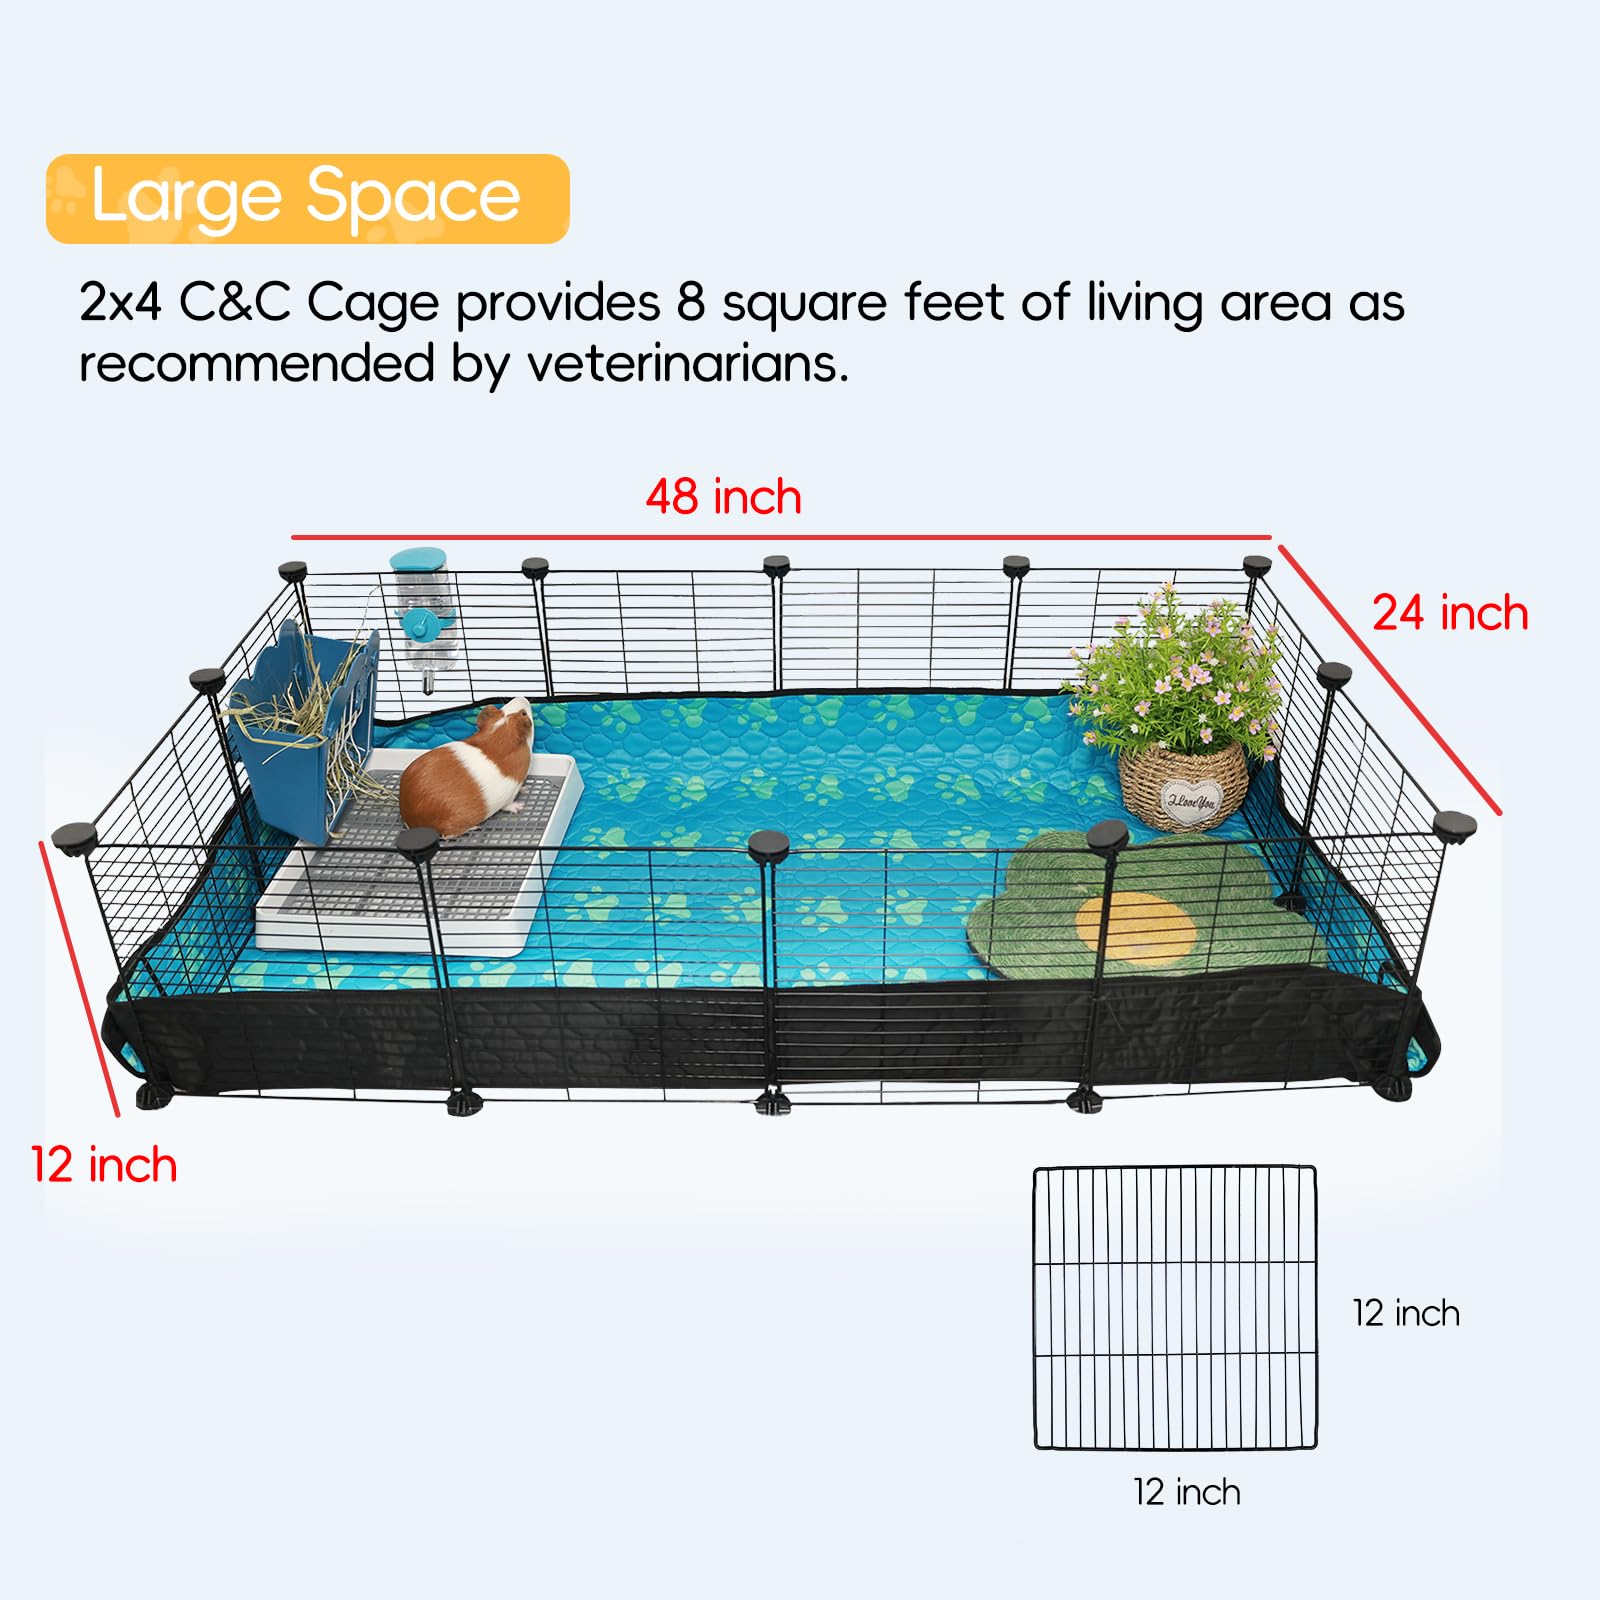 Large Space
2x4 C&C Cage provides 8 square feet of living area as
recommended by veterinarians.
48 inch
24 inch
I Love You
12 inch
12 inch
12 inch